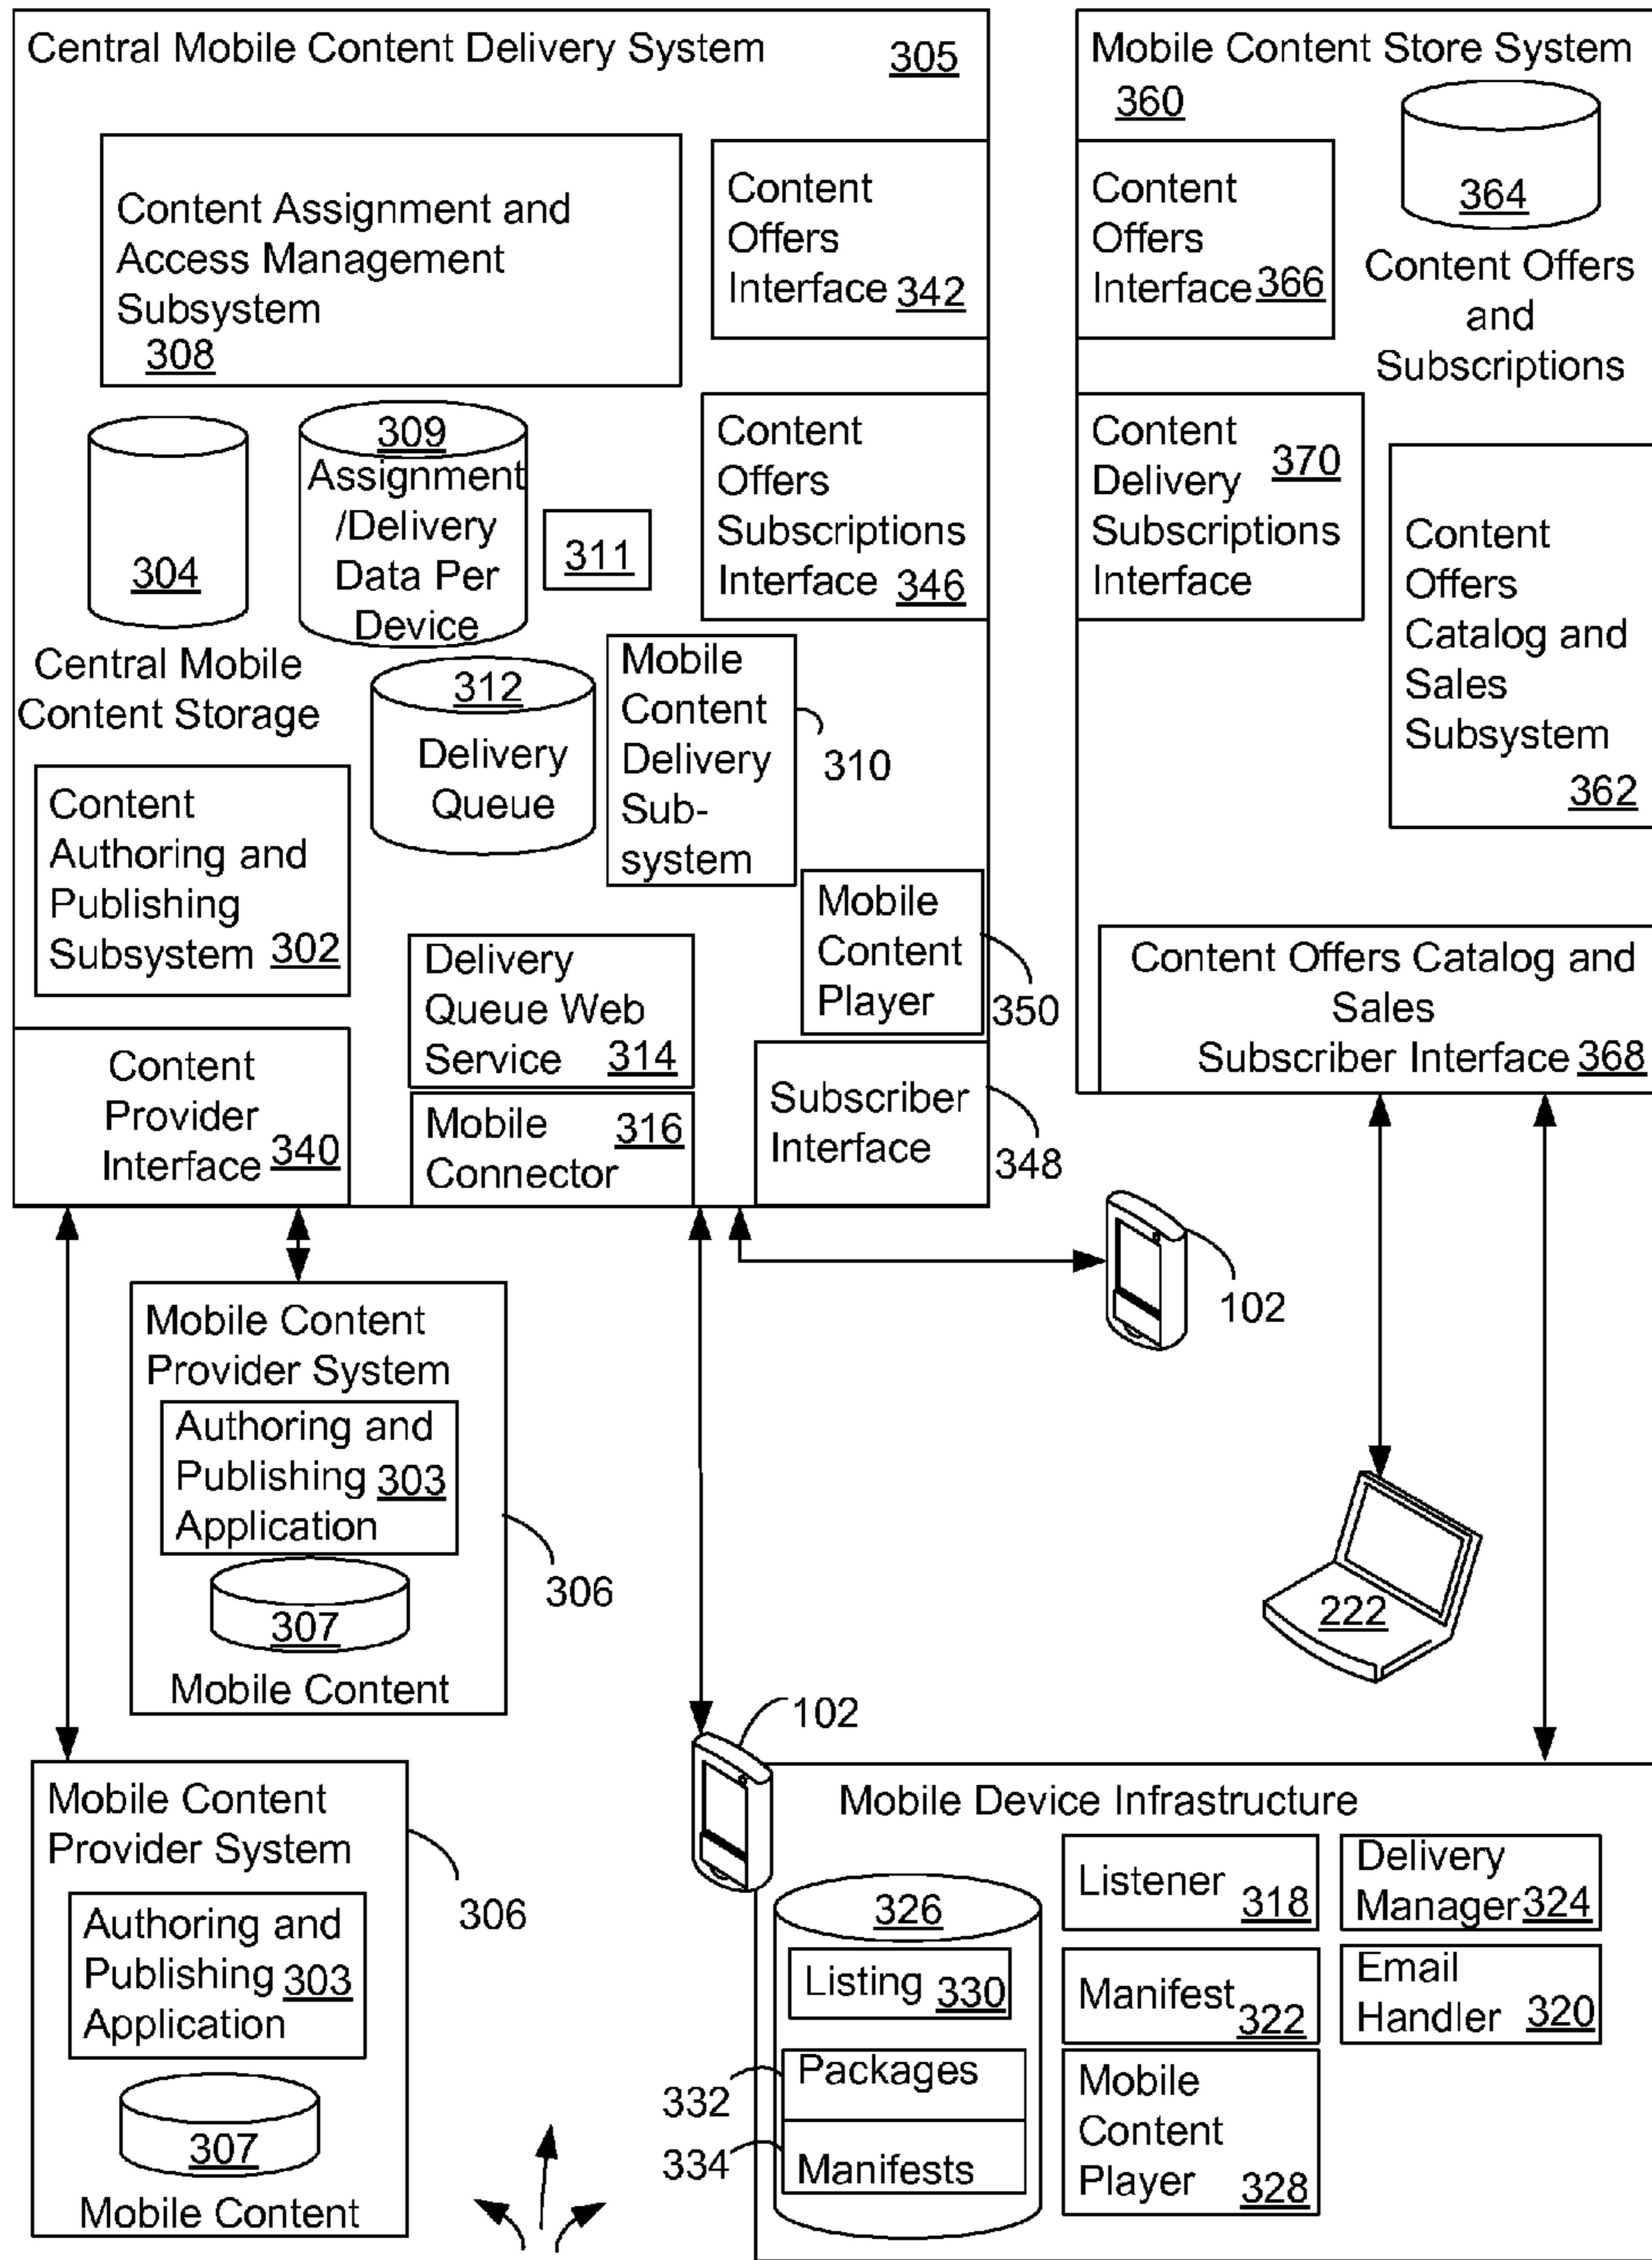 Central Mobile Content Delivery System 305
Content Assignment and
Access Management
Subsystem
308
Content
Offers
Interface 342
304
Central Mobile
Content Storage
309
Assignment
/Delivery
Data Per
Device
311
Content
Offers
Subscriptions
Interface 346
312
Delivery
Queue
Mobile
Content
Delivery
Sub-
system
310
Content
Authoring and
Publishing
Subsystem 302
Delivery
Queue Web
Service 314
Mobile
Content
Player
350
Content
Provider
Interface 340
Mobile 316
Connector
Subscriber
Interface
348
Mobile Content Store System
360
Content
Offers
Interface 366
364
Content Offers
and
Subscriptions
Content
Delivery 370
Subscriptions
Interface
Content
Offers
Catalog and
Sales
Subsystem
362
Content Offers Catalog and
Sales
Subscriber Interface 368
102
Mobile Content
Provider System
Authoring and
Publishing 303
Application
306
307
Mobile Content
222
Mobile Content
Provider System
306
Authoring and
Publishing 303
Application
307
Mobile Content
102
Mobile Device Infrastructure
326
Listing 330
332
Packages
334
Manifests
Listener 318
Delivery
Manager 324
Manifest 322
Email
Handler 320
Mobile
Content
Player 328